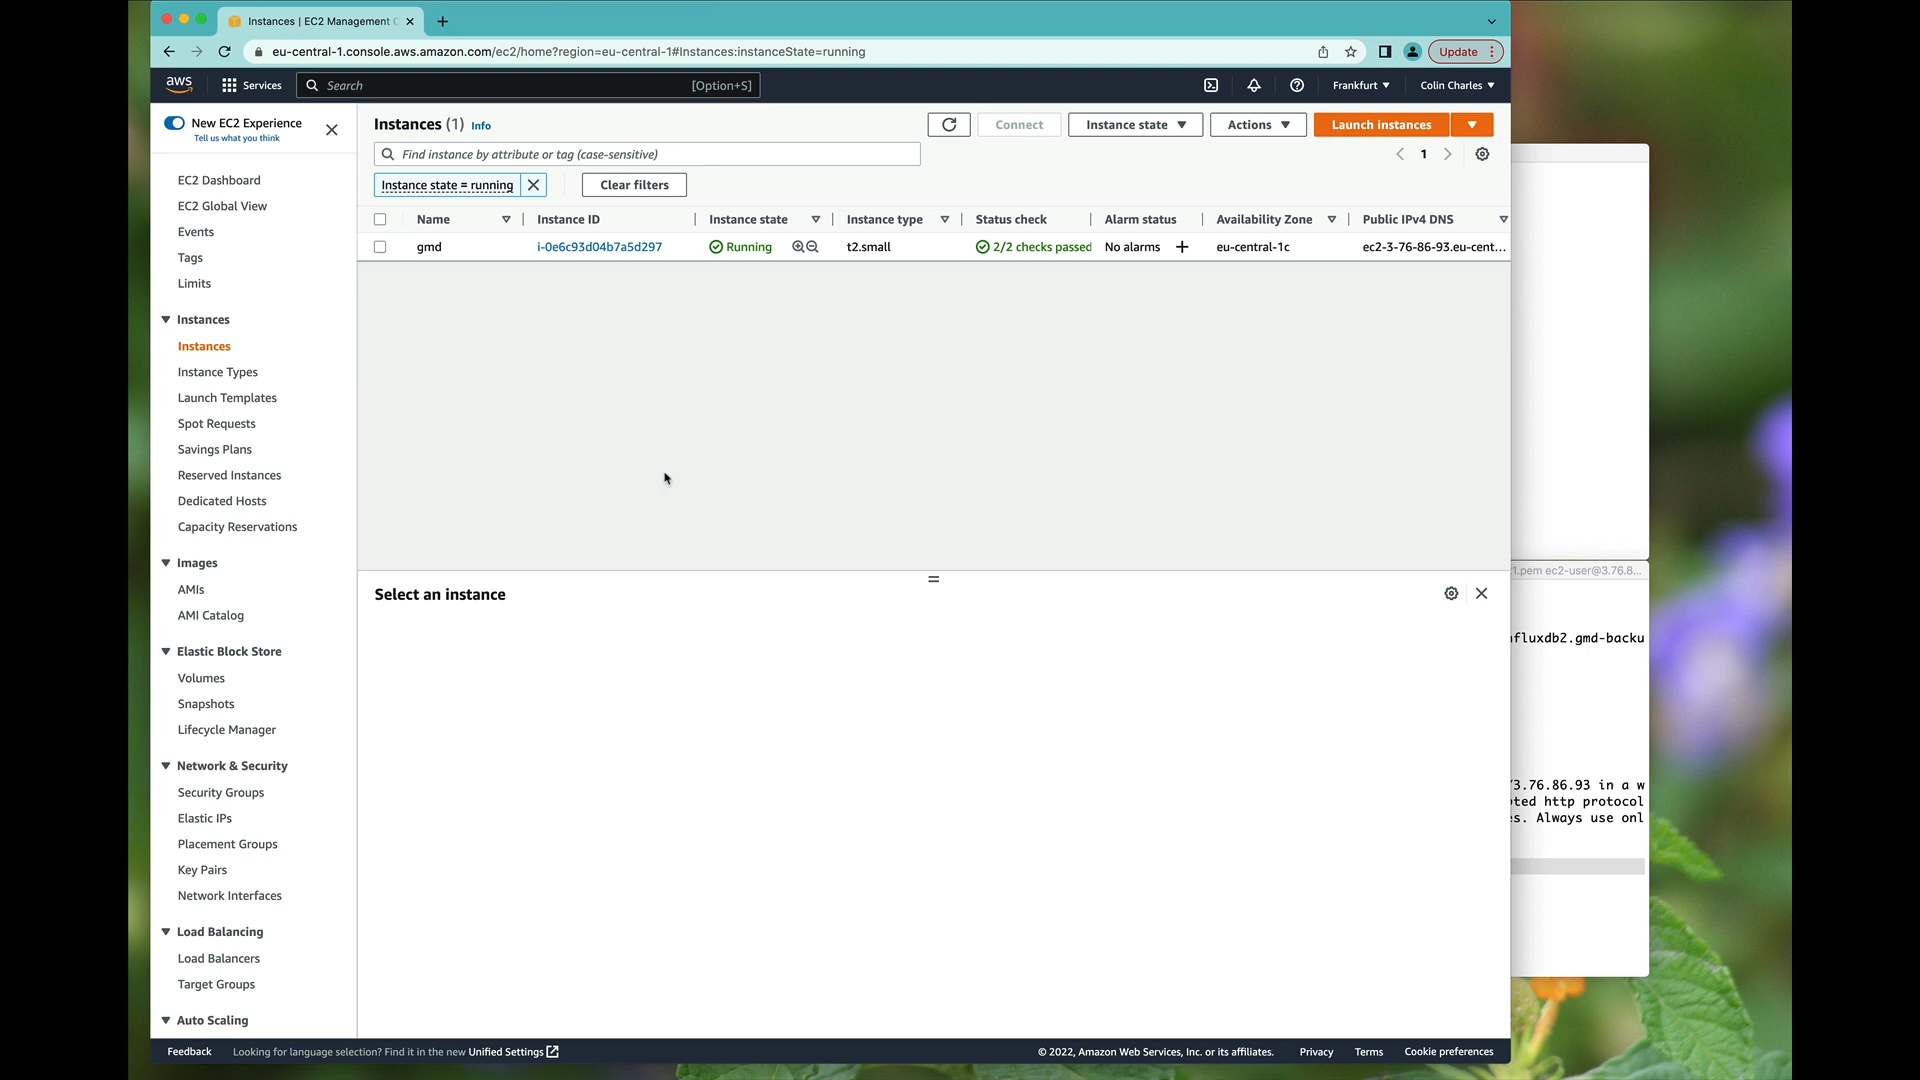 Instances | EC2 Management C
eu-central-1.console.aws.amazon.com/ec2/home?region=eu-central-1#Instances:instanceState=running
Update
aws
Services
Search
[Option+S]
Frankfurt
Colin Charles
New EC2 Experience
Tell us what you think
EC2 Dashboard
EC2 Global View
Events
Tags
Limits
Instances
Instances
Instance Types
Launch Templates
Spot Requests
Savings Plans
Reserved Instances
Dedicated Hosts
Capacity Reservations
Images
AMIs
AMI Catalog
Elastic Block Store
Volumes
Snapshots
Lifecycle Manager
Network & Security
Security Groups
Elastic IPs
Placement Groups
Key Pairs
Network Interfaces
Load Balancing
Load Balancers
Target Groups
Auto Scaling
Instances (1) Info
Connect
Instance state
Actions
Launch instances
Find instance by attribute or tag (case-sensitive)
1
Instance state = running
Clear filters
Name Instance ID Instance state Instance type Status check Alarm status Availability Zone Public IPv4 DNS
gmd i-0e6c93d04b7a5d297 Running t2.small 2/2 checks passed No alarms eu-central-1c ec2-3-76-86-93.eu-cent...
Select an instance
1.pem ec2-user@3.76.8...
fluxdb2.gmd-backu
3.76.86.93 in a w
ted http protocol
s. Always use onl
Feedback
Looking for language selection? Find it in the new Unified Settings
© 2022, Amazon Web Services, Inc. or its affiliates.
Privacy
Terms
Cookie preferences